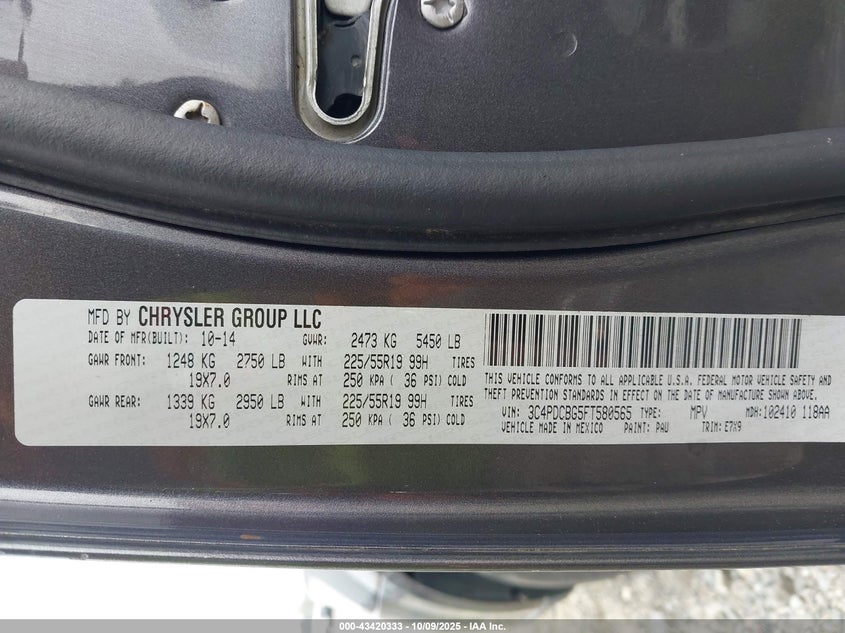 MFD BY CHRYSLER GROUP LLC
DATE OF MFR(BUILT): 10-14 GVWR: 2473 KG 5450 LB
GAWR FRONT: 1248 KG 2750 LB WITH 225/55R19 99H TIRES
19X7.0 RIMS AT 250 KPA ( 36 PSI) COLD
GAWR REAR: 1339 KG 2950 LB WITH 225/55R19 99H TIRES
19X7.0 RIMS AT 250 KPA ( 36 PSI) COLD
THIS VEHICLE CONFORMS TO ALL APPLICABLE U.S.A. FEDERAL MOTOR VEHICLE SAFETY AND
THEFT PREVENTION STANDARDS IN EFFECT ON THE DATE OF MANUFACTURE SHOWN ABOVE.
VIN: 3C4PDCBG5FT580565 TYPE: MPV MDH: 102410 118AA
VEHICLE MADE IN MEXICO PAINT: PAU TRIM: E7X9
000-43420333 - 10/09/2025 - IAA Inc.